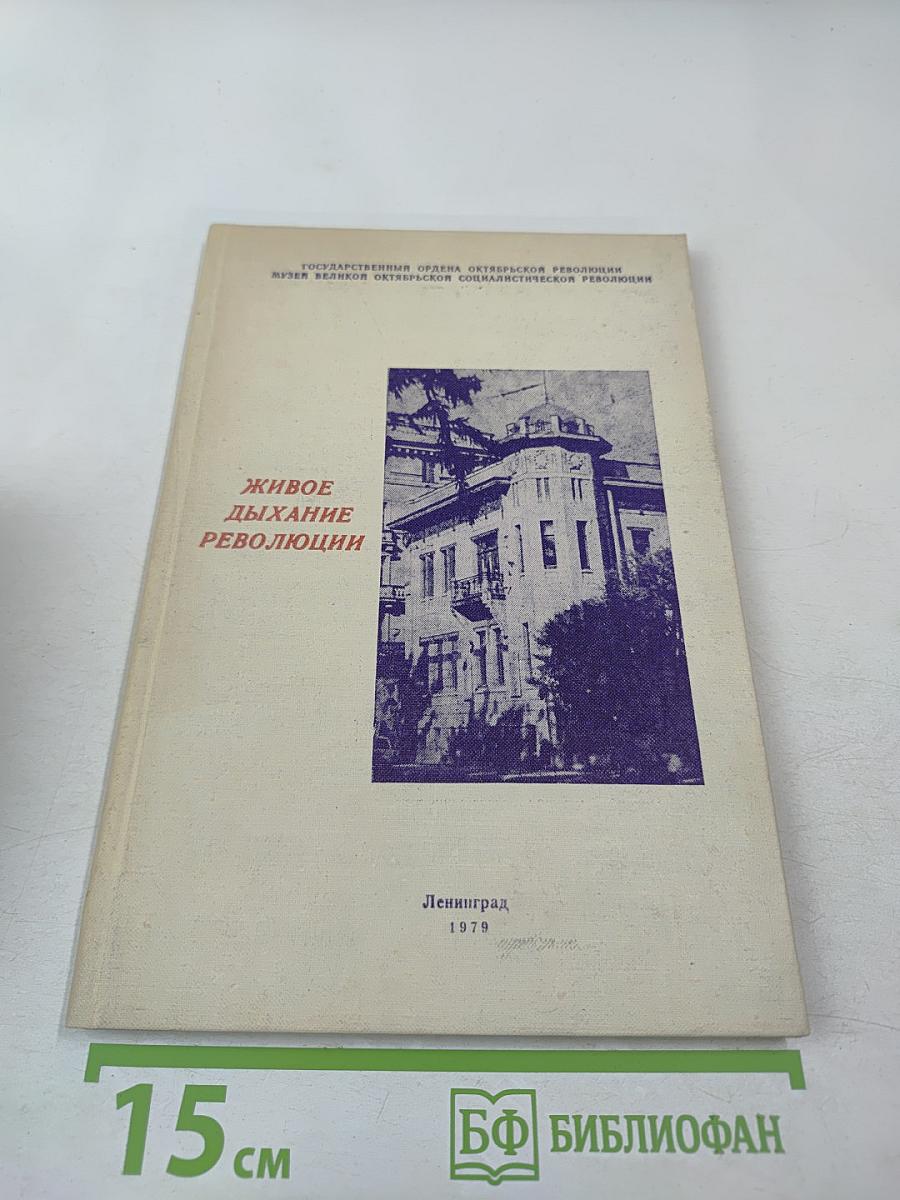 ГОСУДАРСТВЕННЫЙ ОРДЕНА ОКТЯБРЬСКОЙ РЕВОЛЮЦИИ
МУЗЕЙ ВЕЛИКОЙ ОКТЯБРЬСКОЙ СОЦИАЛИСТИЧЕСКОЙ РЕВОЛЮЦИИ
ЖИВОЕ
ДЫХАНИЕ
РЕВОЛЮЦИИ
Ленинград
1979
15 см
БФ БИБЛИОФАН